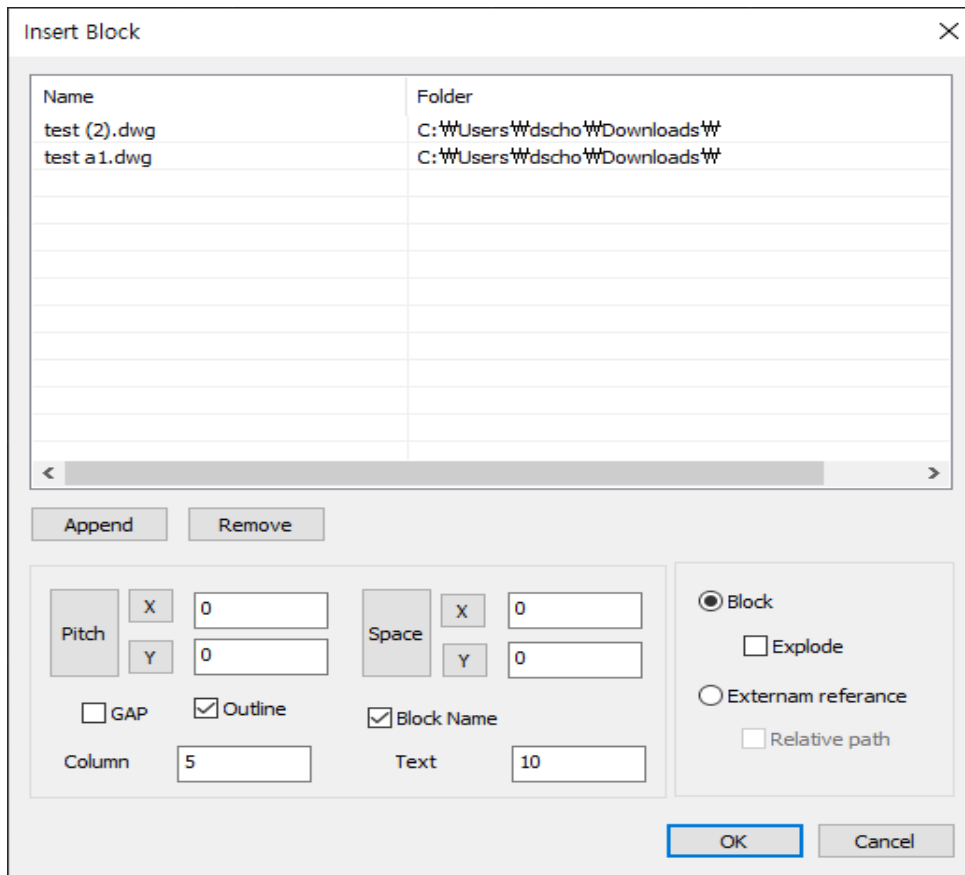 Insert Block
Name Folder
test (2).dwg C:₩Users₩dscho₩Downloads₩
test a1.dwg C:₩Users₩dscho₩Downloads₩
Append Remove
Pitch X 0 Space X 0
Y 0 Y 0
GAP Outline Block Name
Column 5 Text 10
Block
Explode
Externam referance
Relative path
OK Cancel